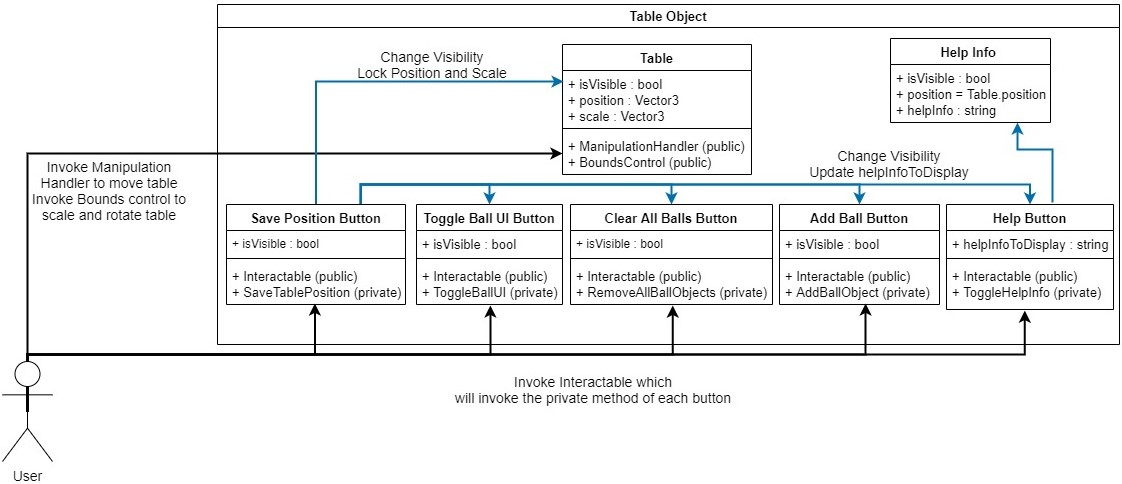 Table Object
Change Visibility
Lock Position and Scale
Table
+ isVisible : bool
+ position : Vector3
+ scale : Vector3
+ ManipulationHandler (public)
+ BoundsControl (public)
Help Info
+ isVisible : bool
+ position = Table.position
+ helpInfo : string
Invoke Manipulation
Handler to move table
Invoke Bounds control to
scale and rotate table
Change Visibility
Update helpInfoToDisplay
Save Position Button
+ isVisible : bool
+ Interactable (public)
+ SaveTablePosition (private)
Toggle Ball UI Button
+ isVisible : bool
+ Interactable (public)
+ ToggleBallUI (private)
Clear All Balls Button
+ isVisible : bool
+ Interactable (public)
+ RemoveAllBallObjects (private)
Add Ball Button
+ isVisible : bool
+ Interactable (public)
+ AddBallObject (private)
Help Button
+ helpInfoToDisplay : string
+ Interactable (public)
+ ToggleHelpInfo (private)
Invoke Interactable which
will invoke the private method of each button
User